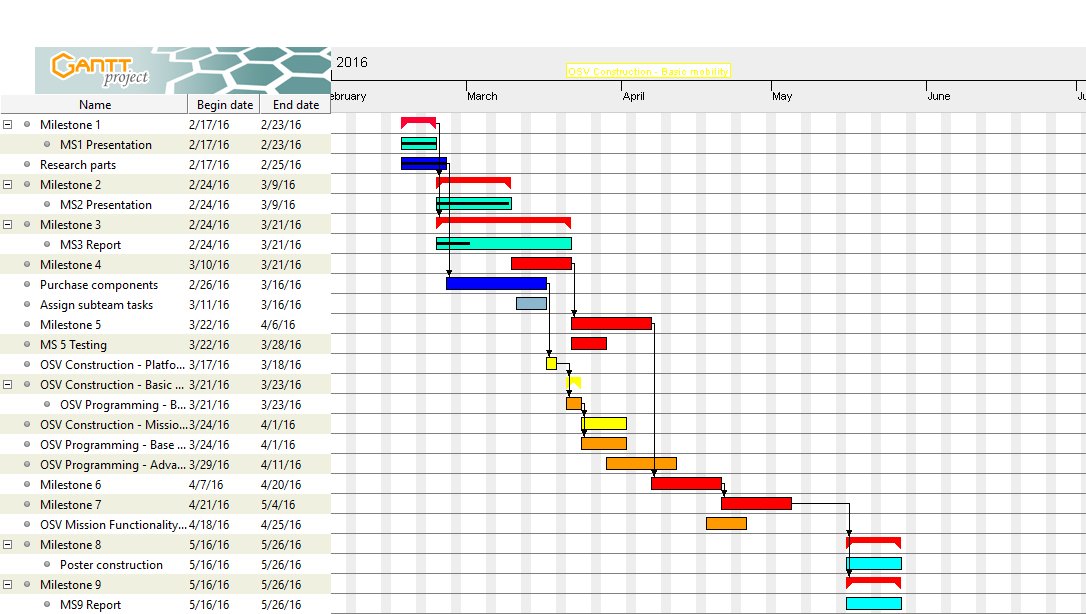 GANTT
project
2016
OSV Construction - Basic mobility
ebruary March April May June Ju
Name Begin date End date
Milestone 1 2/17/16 2/23/16
MS1 Presentation 2/17/16 2/23/16
Research parts 2/17/16 2/25/16
Milestone 2 2/24/16 3/9/16
MS2 Presentation 2/24/16 3/9/16
Milestone 3 2/24/16 3/21/16
MS3 Report 2/24/16 3/21/16
Milestone 4 3/10/16 3/21/16
Purchase components 2/26/16 3/16/16
Assign subteam tasks 3/11/16 3/16/16
Milestone 5 3/22/16 4/6/16
MS 5 Testing 3/22/16 3/28/16
OSV Construction - Platfo... 3/17/16 3/18/16
OSV Construction - Basic ... 3/21/16 3/23/16
OSV Programming - B... 3/21/16 3/23/16
OSV Construction - Missio... 3/24/16 4/1/16
OSV Programming - Base ... 3/24/16 4/1/16
OSV Programming - Adva... 3/29/16 4/11/16
Milestone 6 4/7/16 4/20/16
Milestone 7 4/21/16 5/4/16
OSV Mission Functionality... 4/18/16 4/25/16
Milestone 8 5/16/16 5/26/16
Poster construction 5/16/16 5/26/16
Milestone 9 5/16/16 5/26/16
MS9 Report 5/16/16 5/26/16